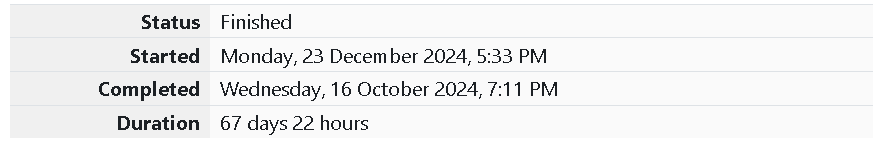 Status Finished
Started Monday, 23 December 2024, 5:33 PM
Completed Wednesday, 16 October 2024, 7:11 PM
Duration 67 days 22 hours